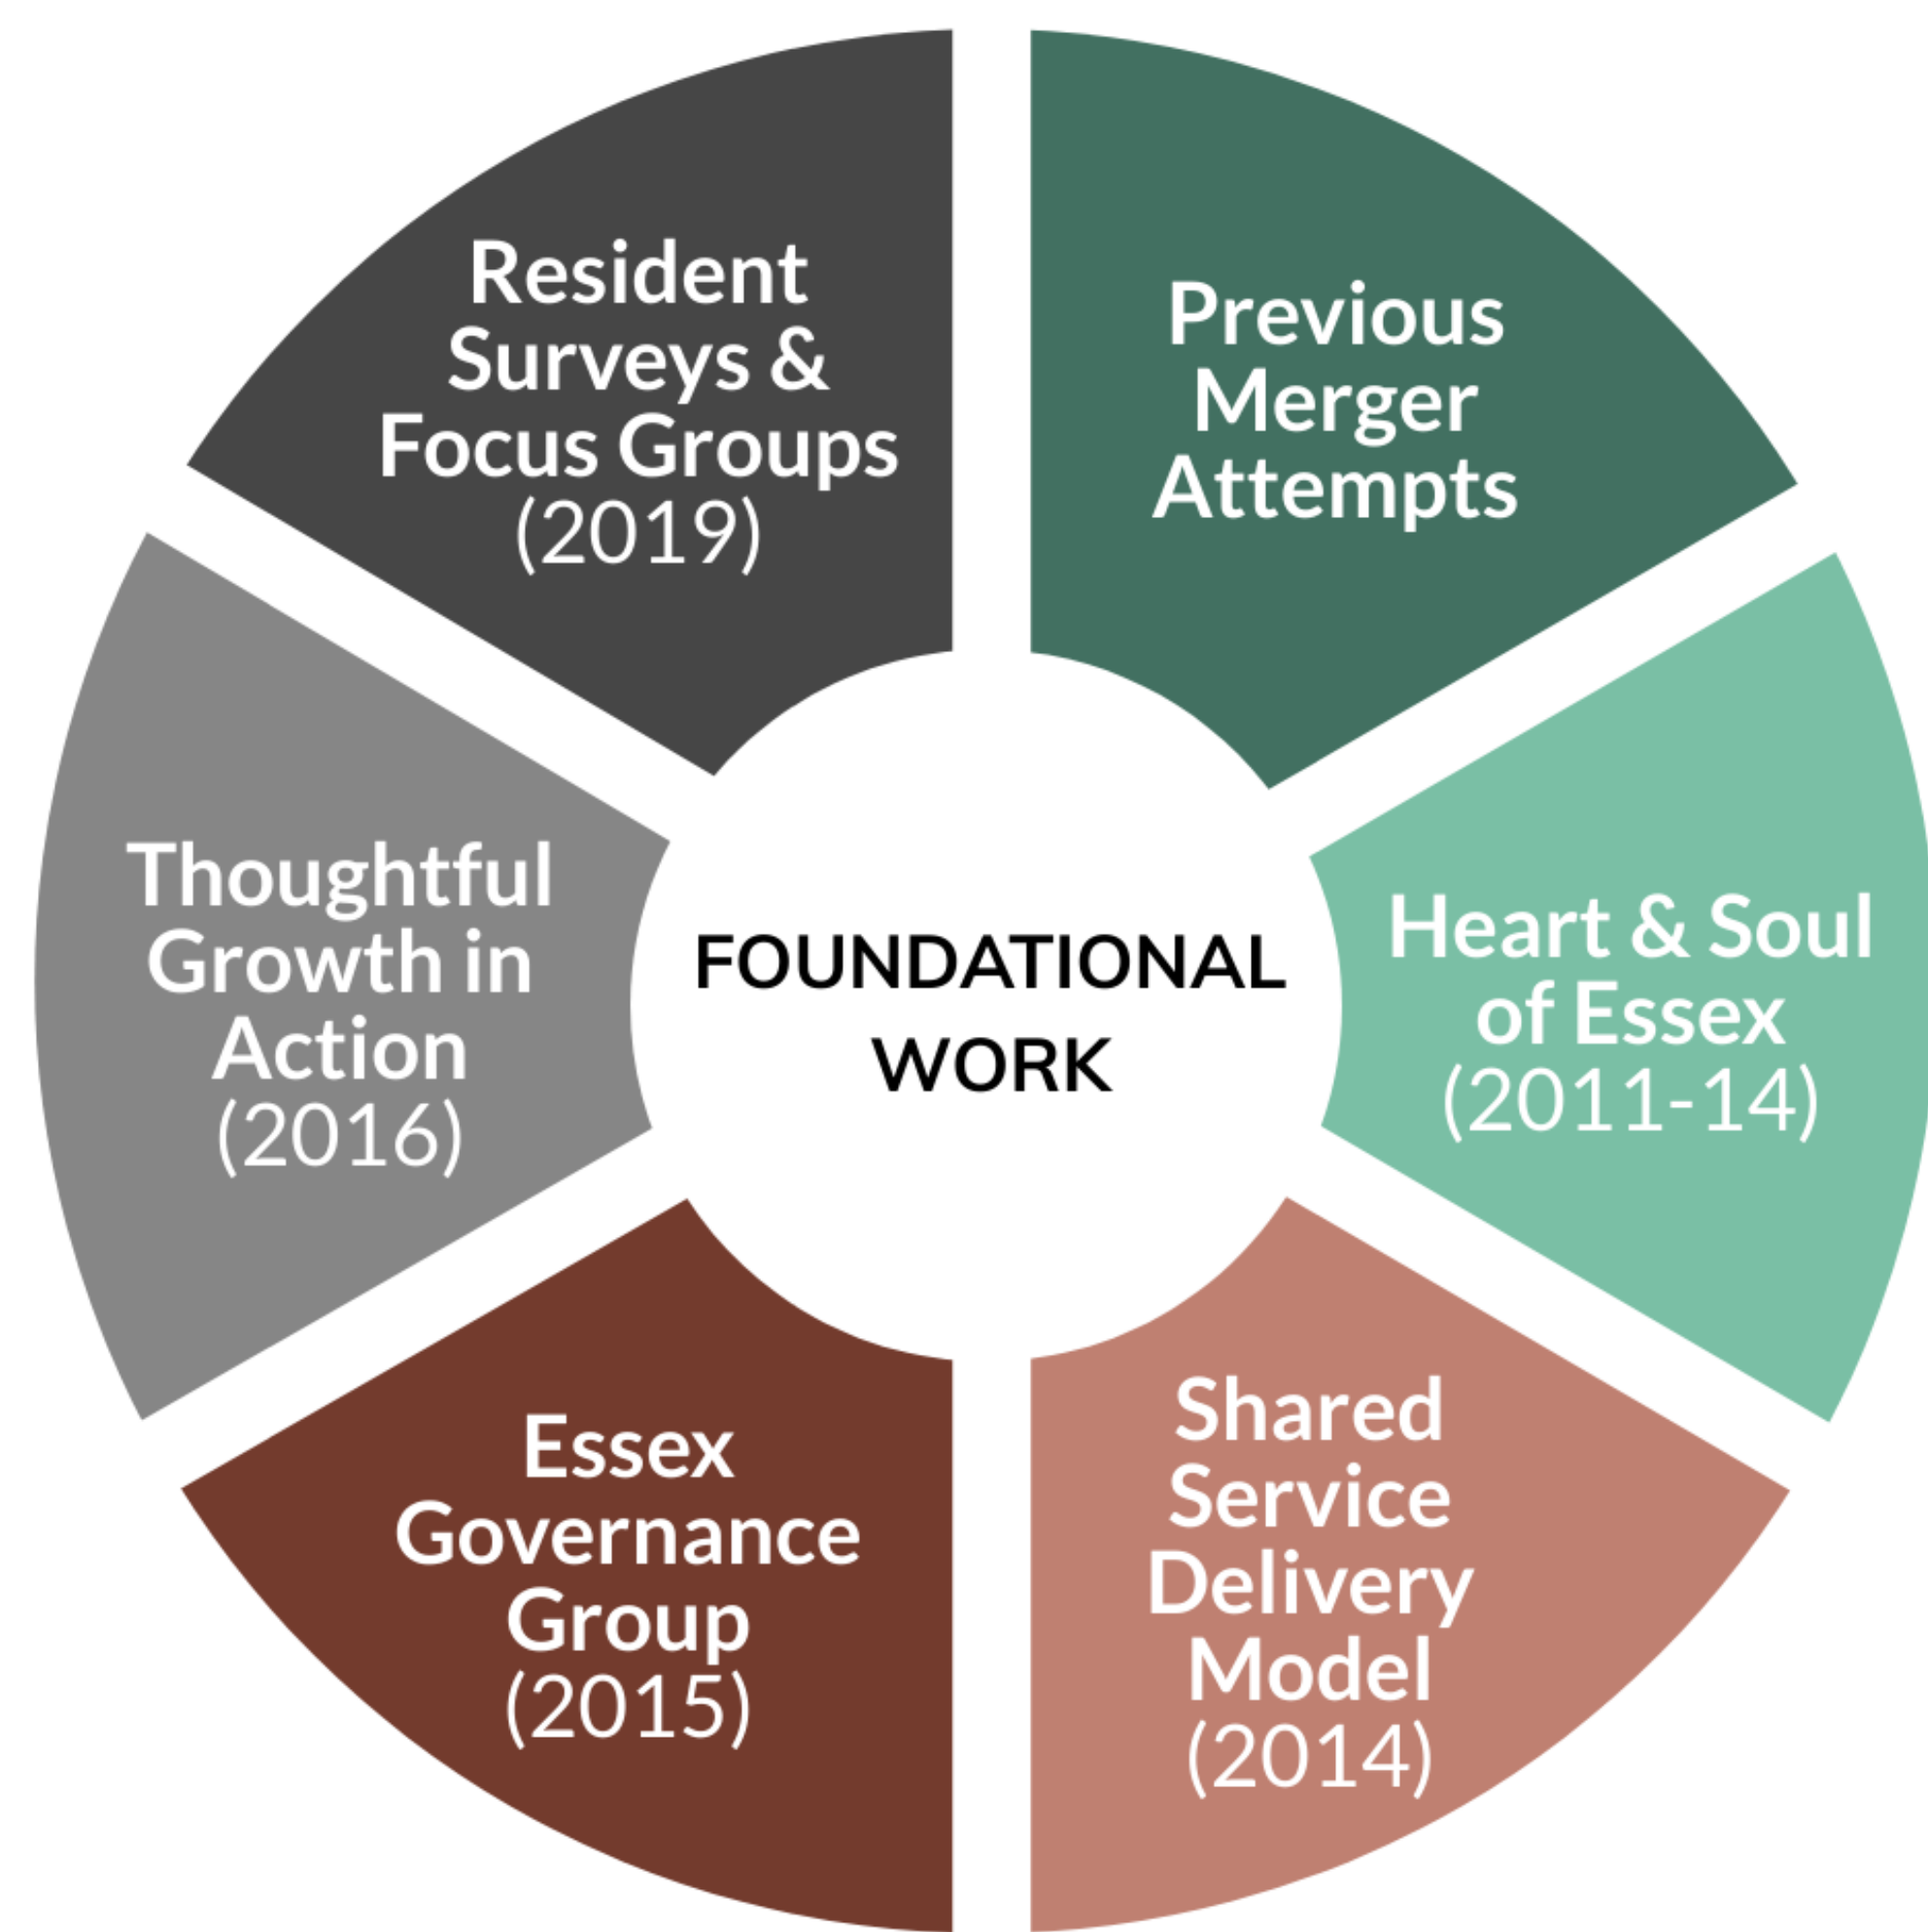 Resident
Surveys &
Focus Groups
(2019)
Previous
Merger
Attempts
Thoughtful
Growth in
Action
(2016)
FOUNDATIONAL
WORK
Heart & Soul
of Essex
(2011-14)
Essex
Governance
Group
(2015)
Shared
Service
Delivery
Model
(2014)